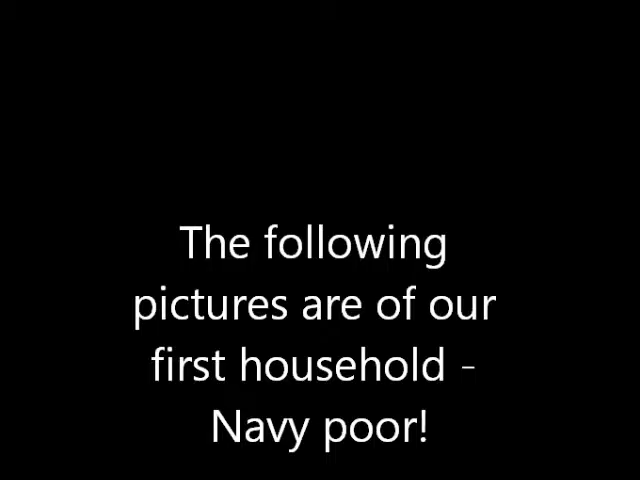 The following
pictures are of our
first household -
Navy poor!